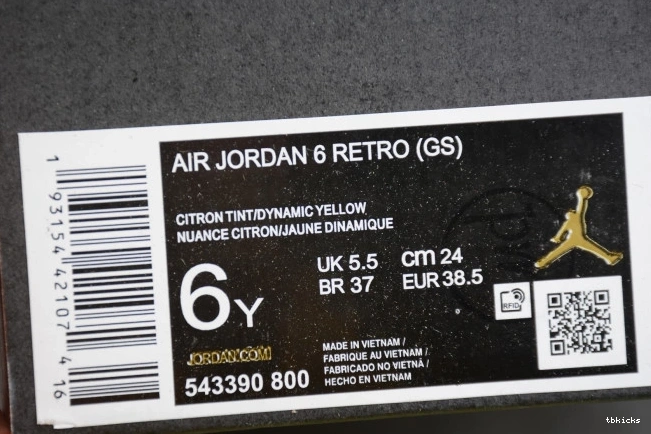 AIR JORDAN 6 RETRO (GS)
CITRON TINT/DYNAMIC YELLOW
NUANCE CITRON/JAUNE DINAMIQUE
6Y
UK 5.5 cm 24
BR 37 EUR 38.5
RFID
JORDAN.COM
543390 800
MADE IN VIETNAM /
FABRIQUE AU VIETNAM /
FABRICADO NO VIETNÃ /
HECHO EN VIETNAM
1 93154 42107 4 16
tbkicks